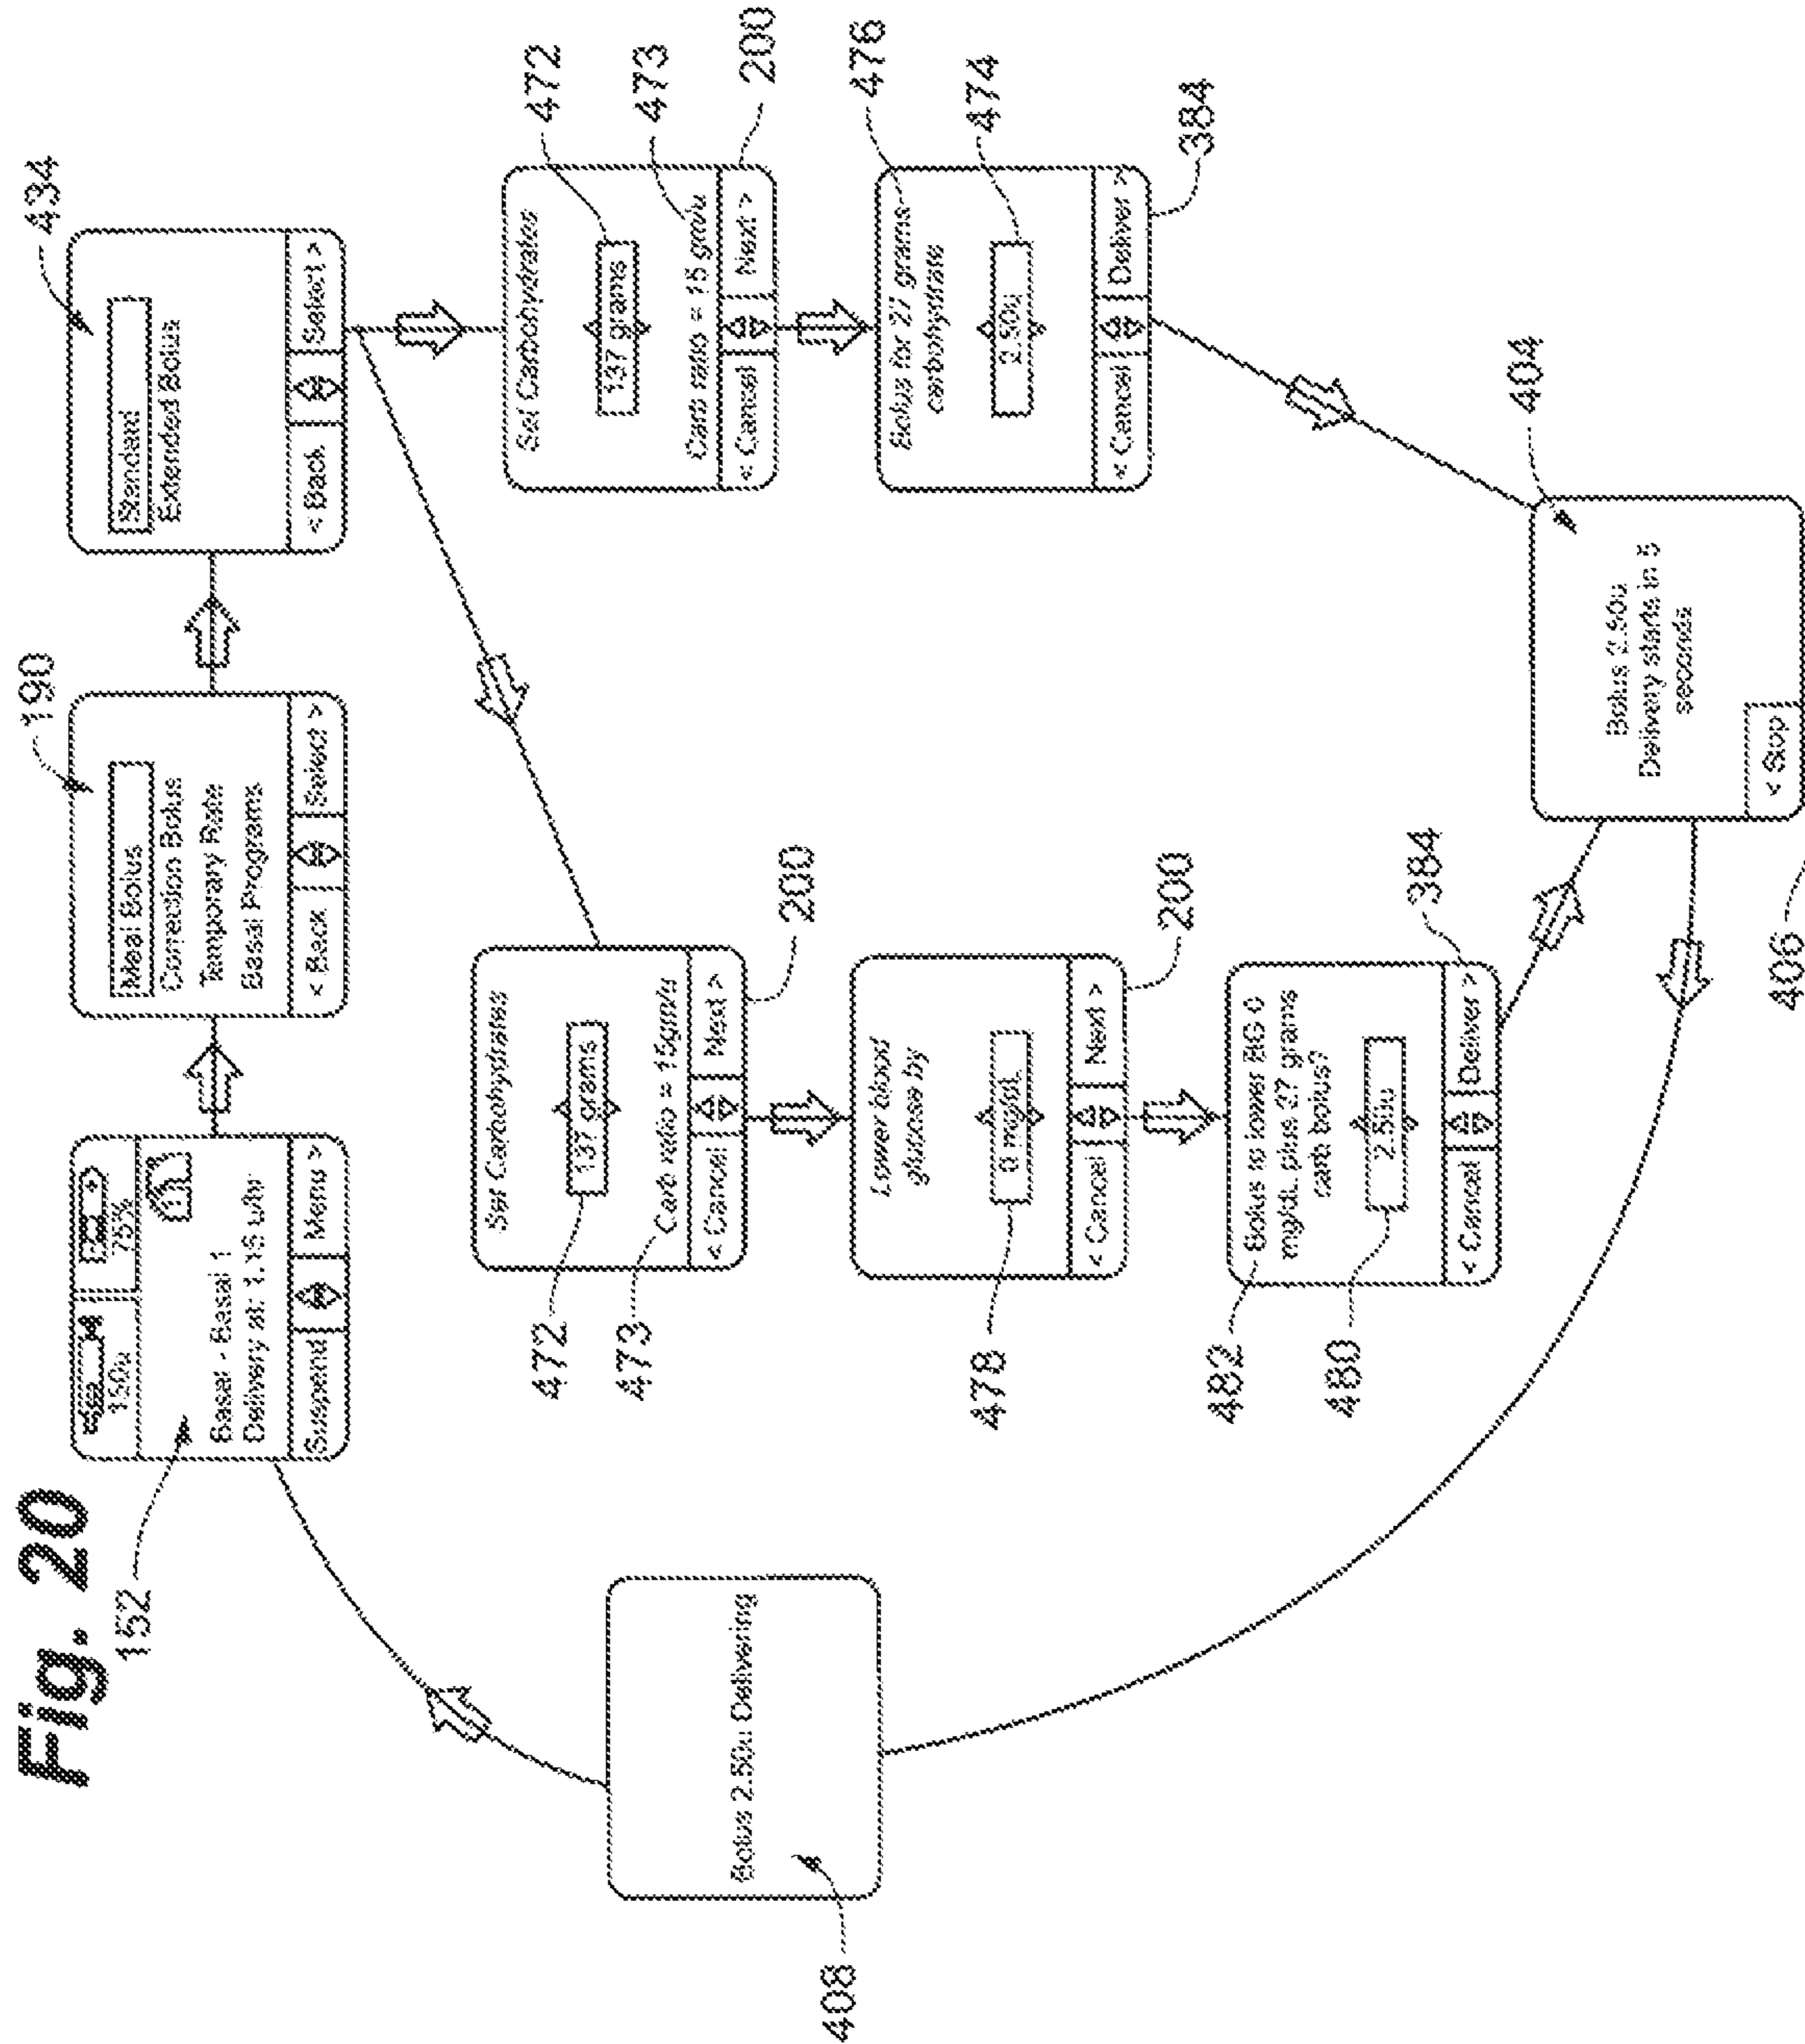 Fig. 20
152
150u
75%
Basal - Basal 1
Delivery at: 1.15 u/hr
Suspend
Menu >
190
Meal Bolus
Correction Bolus
Temporary Rate
Basal Programs
< Back
Select >
434
Standard
Extended Bolus
< Back
Select >
472
Set Carbohydrates
137 grams
473
Carb ratio = 15gm/u
< Cancel
Next >
200
478
Lower blood
glucose by
0 mg/dL
< Cancel
Next >
200
482
Bolus to lower BG 0
mg/dL plus 27 grams
carb bolus?
480
2.50u
< Cancel
Deliver >
384
Set Carbohydrates
137 grams
472
Carb ratio = 15 gm/u
473
< Cancel
Next >
200
Bolus for 27 grams
carbohydrate
476
2.50u
474
< Cancel
Deliver >
384
404
Bolus 2.50u
Delivery starts in 5
seconds
< Stop
406
Bolus 2.50u Delivering
408